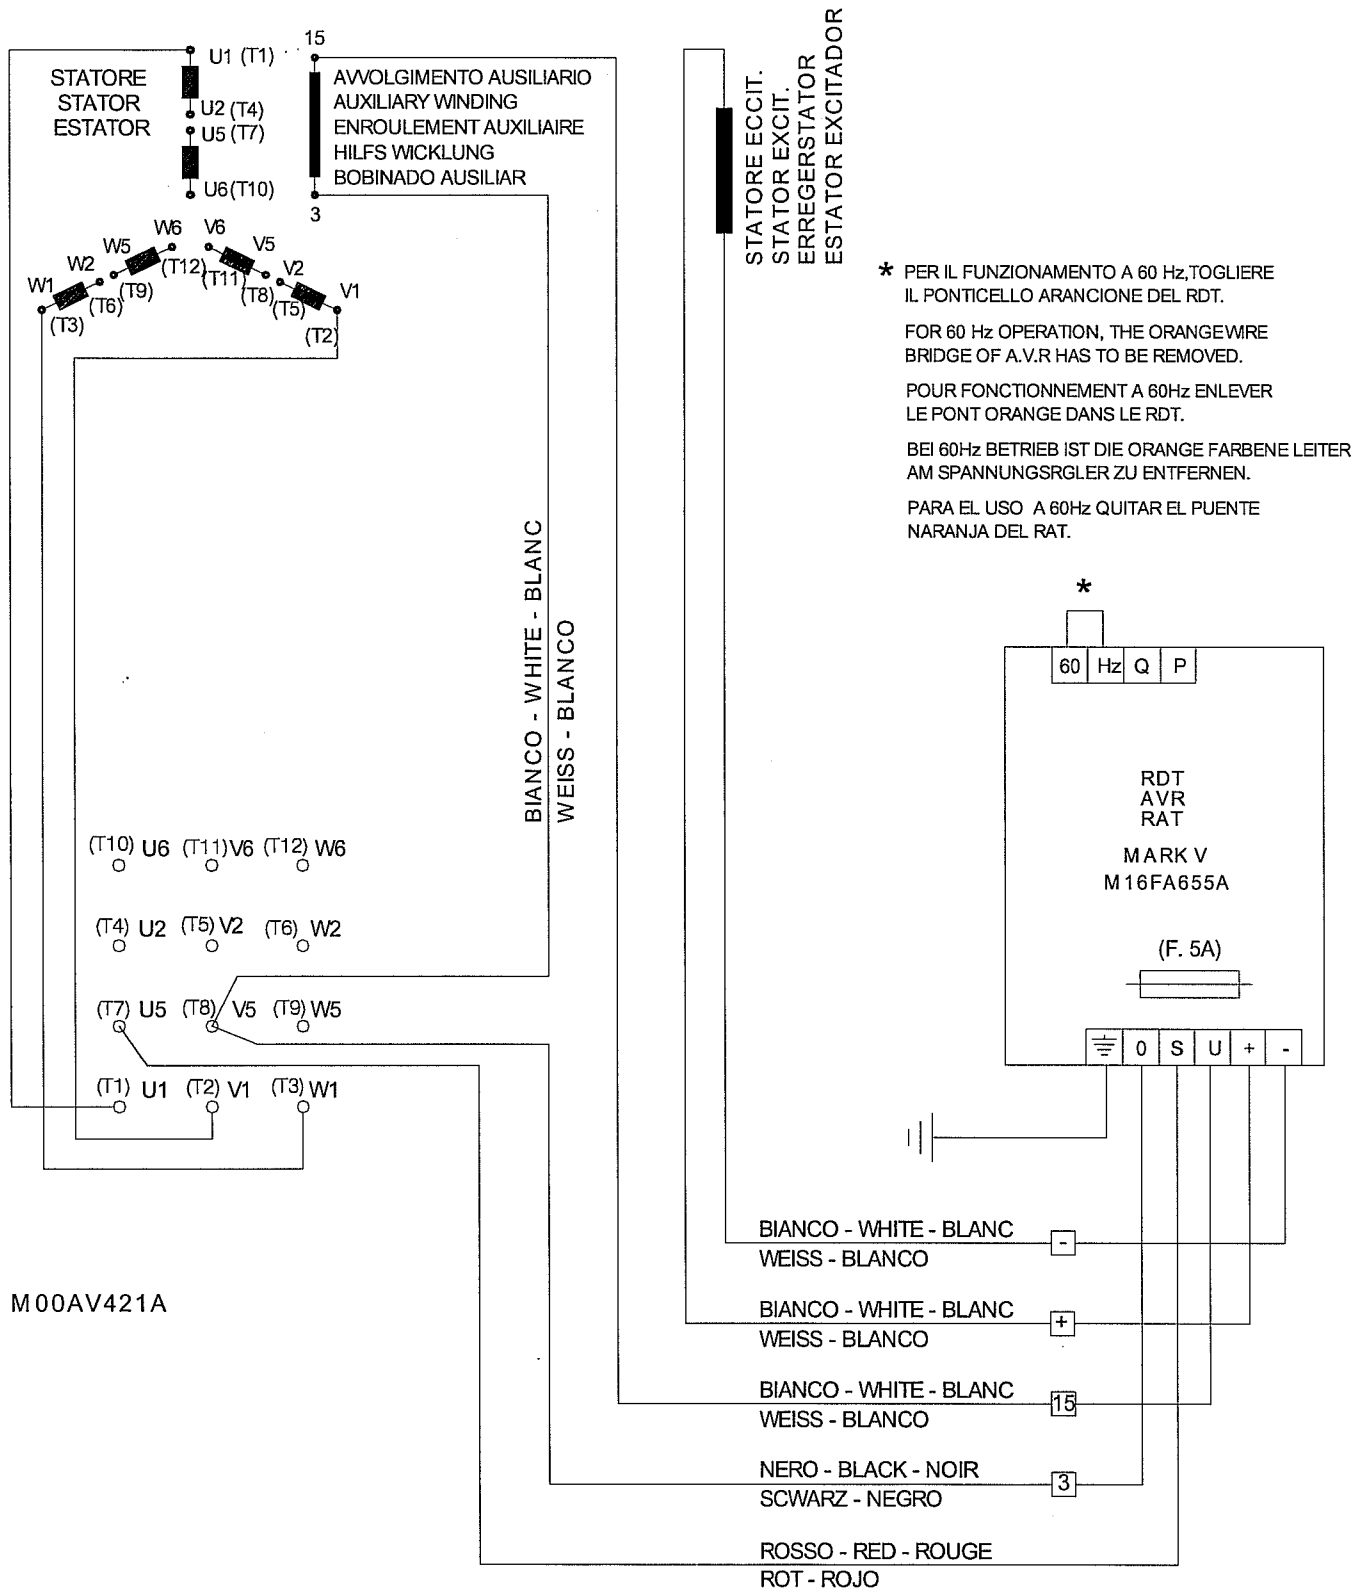 15
U1 (T1)
STATORE
STATOR
ESTATOR
U2 (T4)
U5 (T7)
U6 (T10)
AVVOLGIMENTO AUSILIARIO
AUXILIARY WINDING
ENROULEMENT AUXILIAIRE
HILFS WICKLUNG
BOBINADO AUSILIAR
3
STATORE ECCIT.
STATOR EXCIT.
ERREGERSTATOR
ESTATOR EXCITADOR
W6
V6
W5
(T12)
(T11)
V5
W2
(T9)
(T8)
V2
W1
(T6)
(T5)
V1
(T3)
(T2)
* PER IL FUNZIONAMENTO A 60 Hz,TOGLIERE
IL PONTICELLO ARANCIONE DEL RDT.
FOR 60 Hz OPERATION, THE ORANGEWIRE
BRIDGE OF A.V.R HAS TO BE REMOVED.
POUR FONCTIONNEMENT A 60Hz ENLEVER
LE PONT ORANGE DANS LE RDT.
BEI 60Hz BETRIEB IST DIE ORANGE FARBENE LEITER
AM SPANNUNGSRGLER ZU ENTFERNEN.
PARA EL USO A 60Hz QUITAR EL PUENTE
NARANJA DEL RAT.
BIANCO - WHITE - BLANC
WEISS - BLANCO
*
60 Hz Q P
RDT
AVR
RAT
MARK V
M16FA655A
(F. 5A)
0 S U + -
(T10) U6 (T11) V6 (T12) W6
(T4) U2 (T5) V2 (T6) W2
(T7) U5 (T8) V5 (T9) W5
(T1) U1 (T2) V1 (T3) W1
M00AV421A
BIANCO - WHITE - BLANC -
WEISS - BLANCO
BIANCO - WHITE - BLANC +
WEISS - BLANCO
BIANCO - WHITE - BLANC 15
WEISS - BLANCO
NERO - BLACK - NOIR 3
SCWARZ - NEGRO
ROSSO - RED - ROUGE
ROT - ROJO